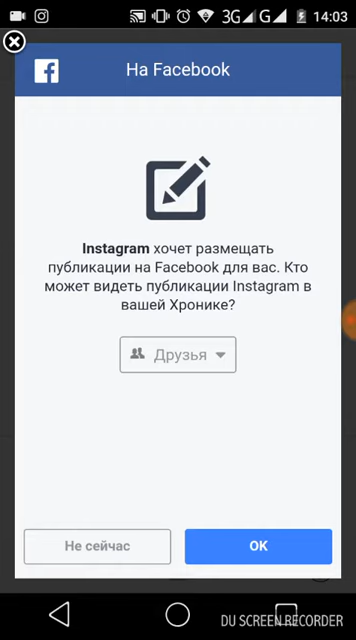 3G G 14:03
На Facebook
Instagram хочет размещать
публикации на Facebook для вас. Кто
может видеть публикации Instagram в
вашей Хронике?
Друзья
Не сейчас
OK
DU SCREEN RECORDER